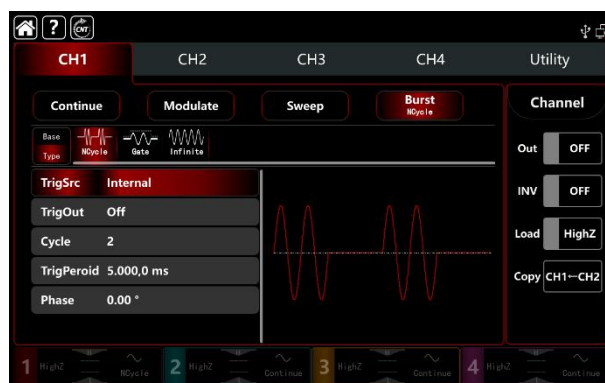 ? CNT
CH1 CH2 CH3 CH4 Utility
Continue Modulate Sweep Burst Channel
NCycle
Base
Type NCycle Gate Infinite
Out OFF
TrigSrc Internal
INV OFF
TrigOut Off
Cycle 2
Load HighZ
TrigPeroid 5.000,0 ms
Copy CH1←CH2
Phase 0.00 °
1 HighZ NCycle 2 HighZ Continue 3 HighZ Continue 4 HighZ Continue